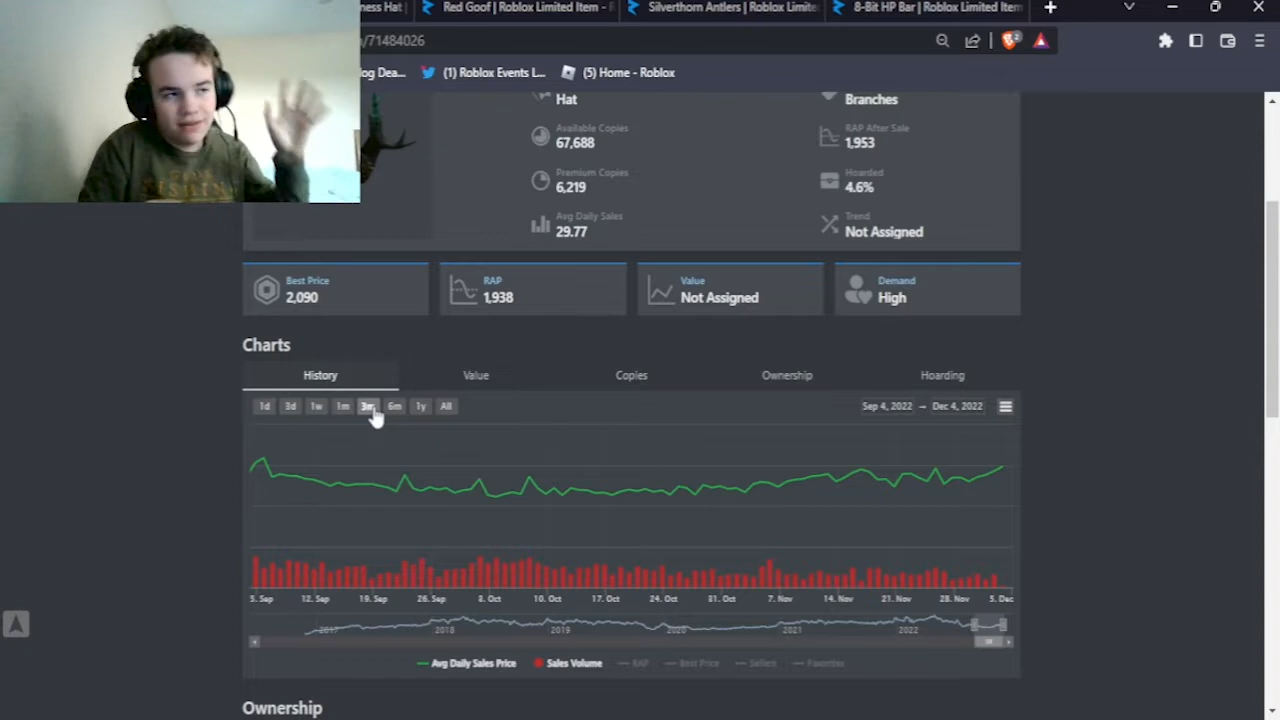 ness Hat |
Red Goof | Roblox Limited Item -
Silverthorn Antlers | Roblox Limite
8-Bit HP Bar | Roblox Limited Item
/71484026
2
log Dea...
(1) Roblox Events L...
(5) Home - Roblox
Hat
Branches
Available Copies
67,688
RAP After Sale
1,953
Premium Copies
6,219
Hoarded
4.6%
Avg Daily Sales
29.77
Trend
Not Assigned
Best Price
2,090
RAP
1,938
Value
Not Assigned
Demand
High
Charts
History
Value
Copies
Ownership
Hoarding
1d 3d 1w 1m 3m 6m 1y All
Sep 4, 2022 → Dec 4, 2022
5. Sep 12. Sep 19. Sep 26. Sep 8. Oct 10. Oct 17. Oct 24. Oct 31. Oct 7. Nov 14. Nov 21. Nov 28. Nov 5. Dec
2017 2018 2019 2020 2021 2022
Avg Daily Sales Price Sales Volume RAP Best Price Sellers Favorites
Ownership